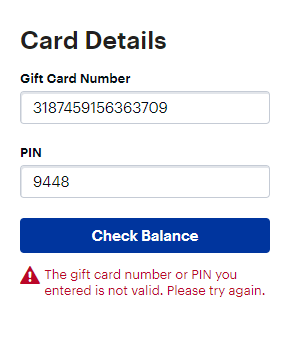 Card Details
Gift Card Number
3187459156363709
PIN
9448
Check Balance
The gift card number or PIN you
entered is not valid. Please try again.